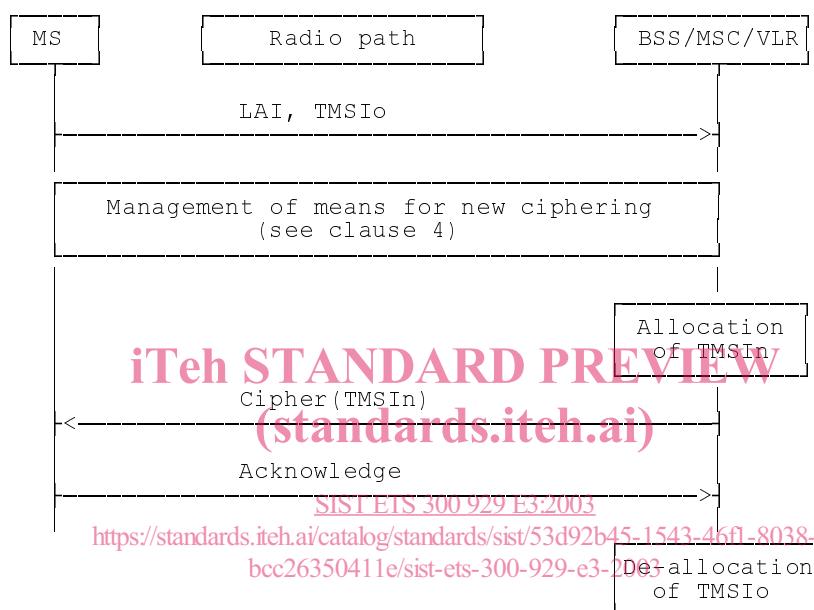 MS Radio path BSS/MSC/VLR
LAI, TMSIo
Management of means for new ciphering
(see clause 4)
Allocation
of TMSIn
iTeh STANDARD PREVIEW
Cipher(TMSIn)
(standards.iteh.ai)
Acknowledge
SIST ETS 300 929 E3:2003
https://standards.iteh.ai/catalog/standards/sist/53d92b45-1543-46f1-8038-
bcc26350411e/sist-ets-300-929-e3-2003
De-allocation
of TMSIo